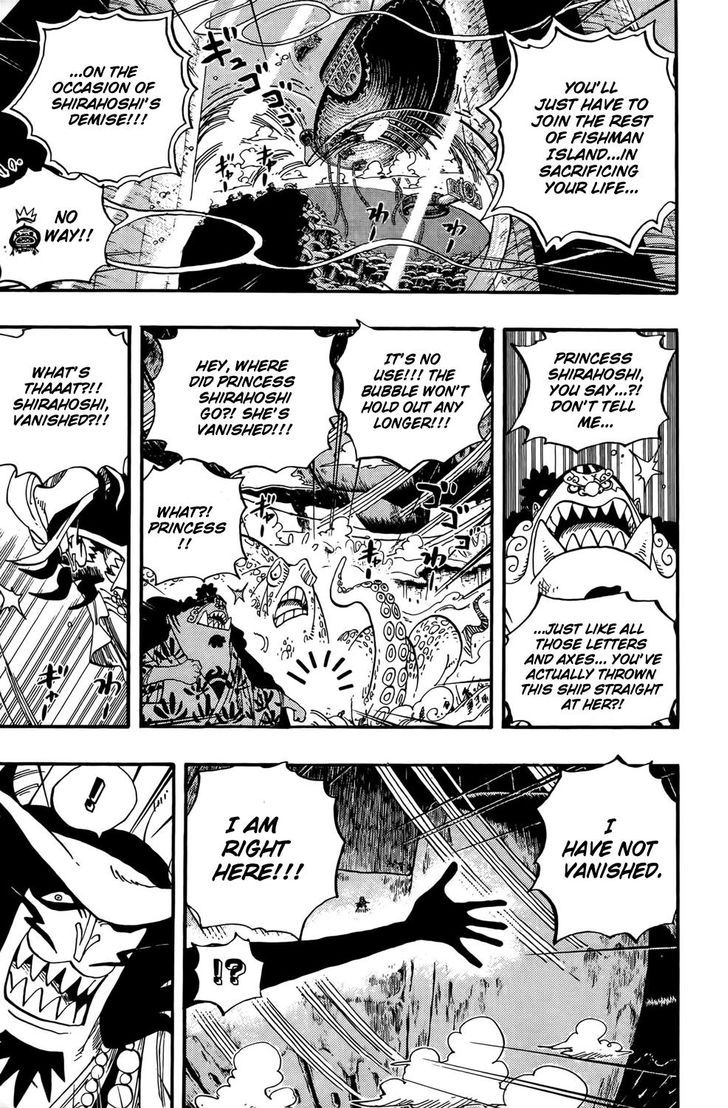 YOU'LL
JUST HAVE TO
JOIN THE REST
OF FISHMAN
ISLAND...IN
SACRIFICING
YOUR LIFE...
...ON THE
OCCASION OF
SHIRAHOSHI'S
DEMISE!!!
NO
WAY!!
PRINCESS
SHIRAHOSHI,
YOU SAY...?!
DON'T TELL
ME...
...JUST LIKE ALL
THOSE LETTERS
AND AXES... YOU'VE
ACTUALLY THROWN
THIS SHIP STRAIGHT
AT HER?!
IT'S NO
USE!!! THE
BUBBLE WON'T
HOLD OUT ANY
LONGER!!!
HEY, WHERE
DID PRINCESS
SHIRAHOSHI
GO?! SHE'S
VANISHED!!!
WHAT?!
PRINCESS
!!
ゴゴゴ
WHAT'S
THAAAT?!!
SHIRAHOSHI,
VANISHED?!!
I
HAVE NOT
VANISHED.
I AM
RIGHT
HERE!!!
!?
!